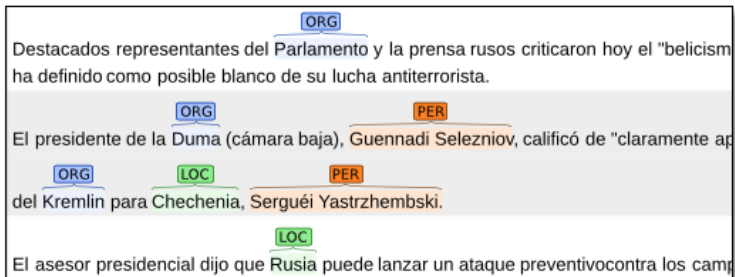 ORG
Destacados representantes del Parlamento y la prensa rusos criticaron hoy el "belicism
ha definido como posible blanco de su lucha antiterrorista.
ORG PER
El presidente de la Duma (cámara baja), Guennadi Selezniov, calificó de "claramente ap
ORG LOC PER
del Kremlin para Chechenia, Serguéi Yastrzhembski.
LOC
El asesor presidencial dijo que Rusia puede lanzar un ataque preventivocontra los camp